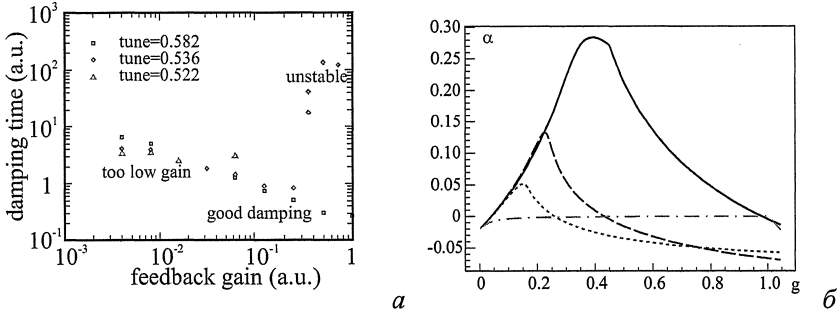 10³
10²
10¹
1
10⁻¹
damping time (a.u.)
tune=0.582
tune=0.536
tune=0.522
unstable
too low gain
good damping
10⁻³
10⁻²
10⁻¹
1
feedback gain (a.u.)
а
α
0.30
0.25
0.20
0.15
0.10
0.05
0
-0.05
0
0.2
0.4
0.6
0.8
1.0
g
б